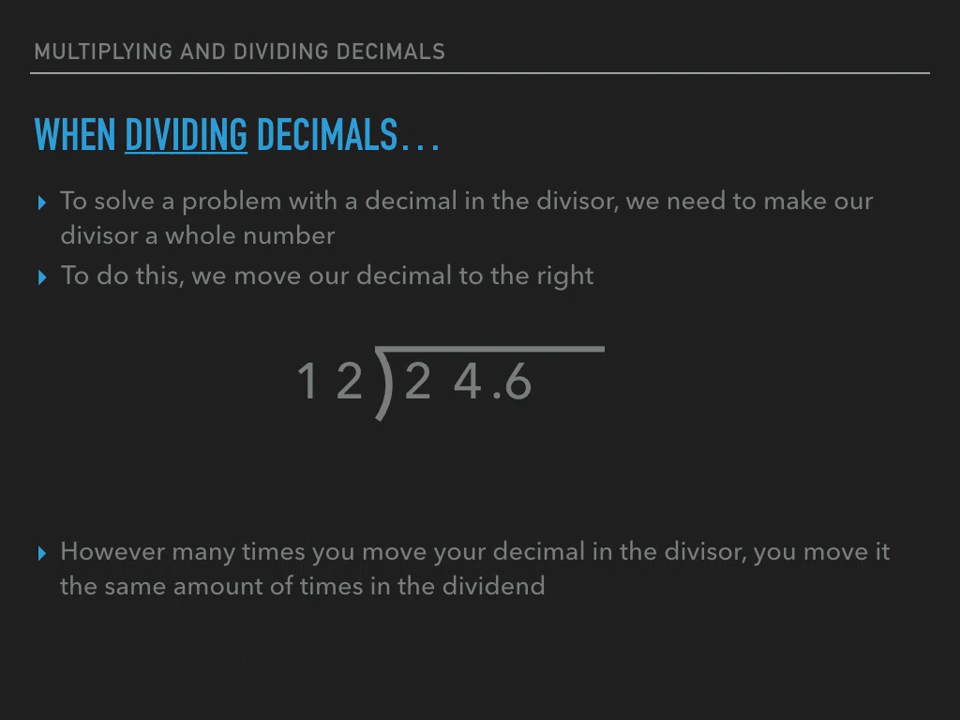 MULTIPLYING AND DIVIDING DECIMALS
WHEN DIVIDING DECIMALS...
▸ To solve a problem with a decimal in the divisor, we need to make our
divisor a whole number
▸ To do this, we move our decimal to the right
1 2)2 4.6
▸ However many times you move your decimal in the divisor, you move it
the same amount of times in the dividend